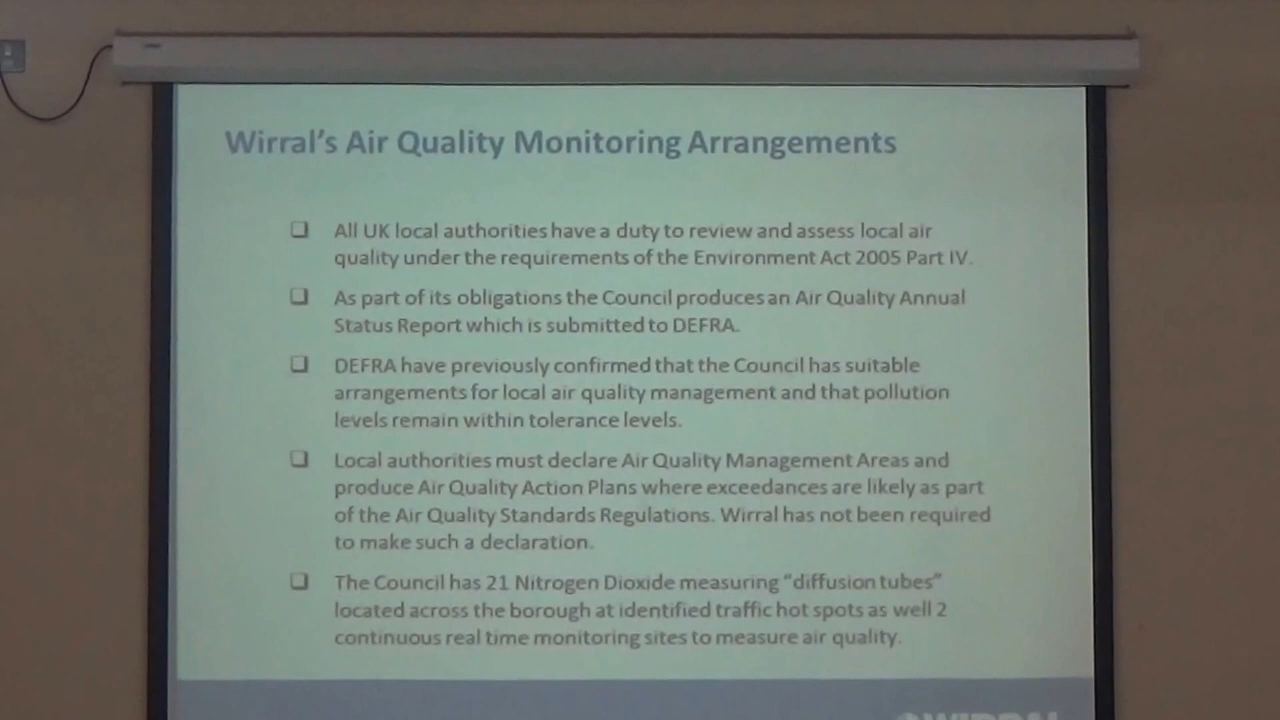 Wirral's Air Quality Monitoring Arrangements
All UK local authorities have a duty to review and assess local air
quality under the requirements of the Environment Act 2005 Part IV.
As part of its obligations the Council produces an Air Quality Annual
Status Report which is submitted to DEFRA.
DEFRA have previously confirmed that the Council has suitable
arrangements for local air quality management and that pollution
levels remain within tolerance levels.
Local authorities must declare Air Quality Management Areas and
produce Air Quality Action Plans where exceedances are likely as part
of the Air Quality Standards Regulations. Wirral has not been required
to make such a declaration.
The Council has 21 Nitrogen Dioxide measuring "diffusion tubes"
located across the borough at identified traffic hot spots as well 2
continuous real time monitoring sites to measure air quality.
WIRRAL